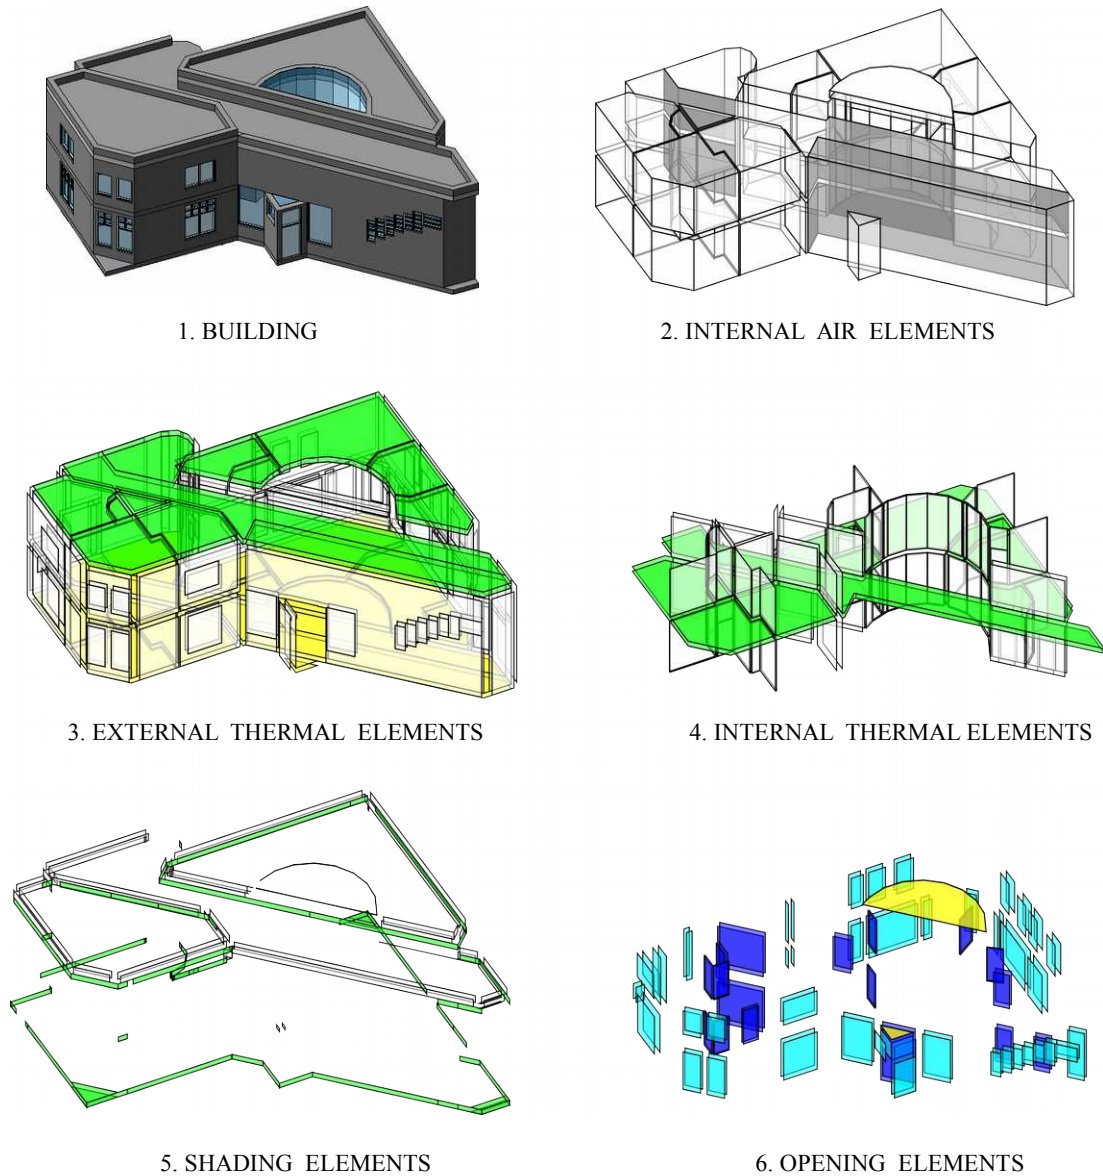 1. BUILDING
2. INTERNAL AIR ELEMENTS
3. EXTERNAL THERMAL ELEMENTS
4. INTERNAL THERMAL ELEMENTS
5. SHADING ELEMENTS
6. OPENING ELEMENTS